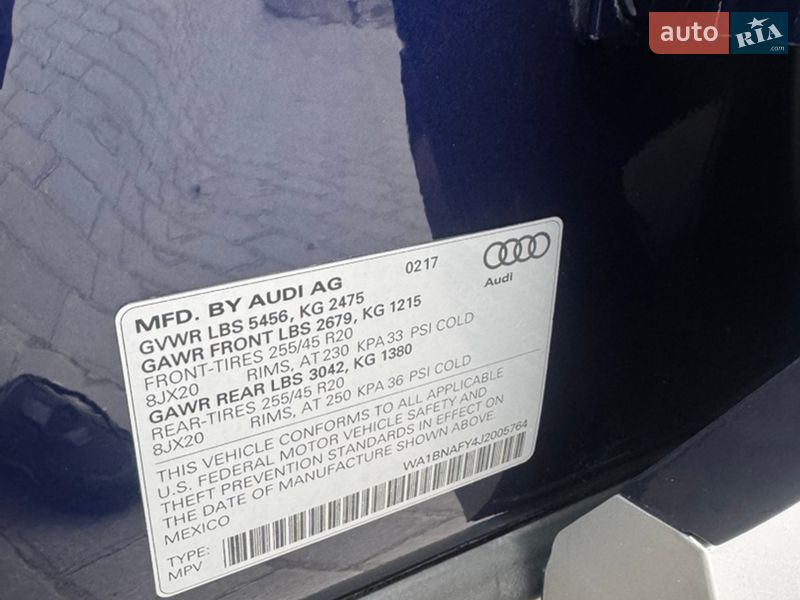 auto RIA.com
MFD. BY AUDI AG 0217
Audi
GVWR LBS 5456, KG 2475
GAWR FRONT LBS 2679, KG 1215
FRONT-TIRES 255/45 R20
8JX20 RIMS, AT 230 KPA 33 PSI COLD
GAWR REAR LBS 3042, KG 1380
REAR-TIRES 255/45 R20
8JX20 RIMS, AT 250 KPA 36 PSI COLD
THIS VEHICLE CONFORMS TO ALL APPLICABLE
U.S. FEDERAL MOTOR VEHICLE SAFETY AND
THEFT PREVENTION STANDARDS IN EFFECT ON
THE DATE OF MANUFACTURE SHOWN ABOVE.
MEXICO WA1BNAFY4J2005764
TYPE:
MPV